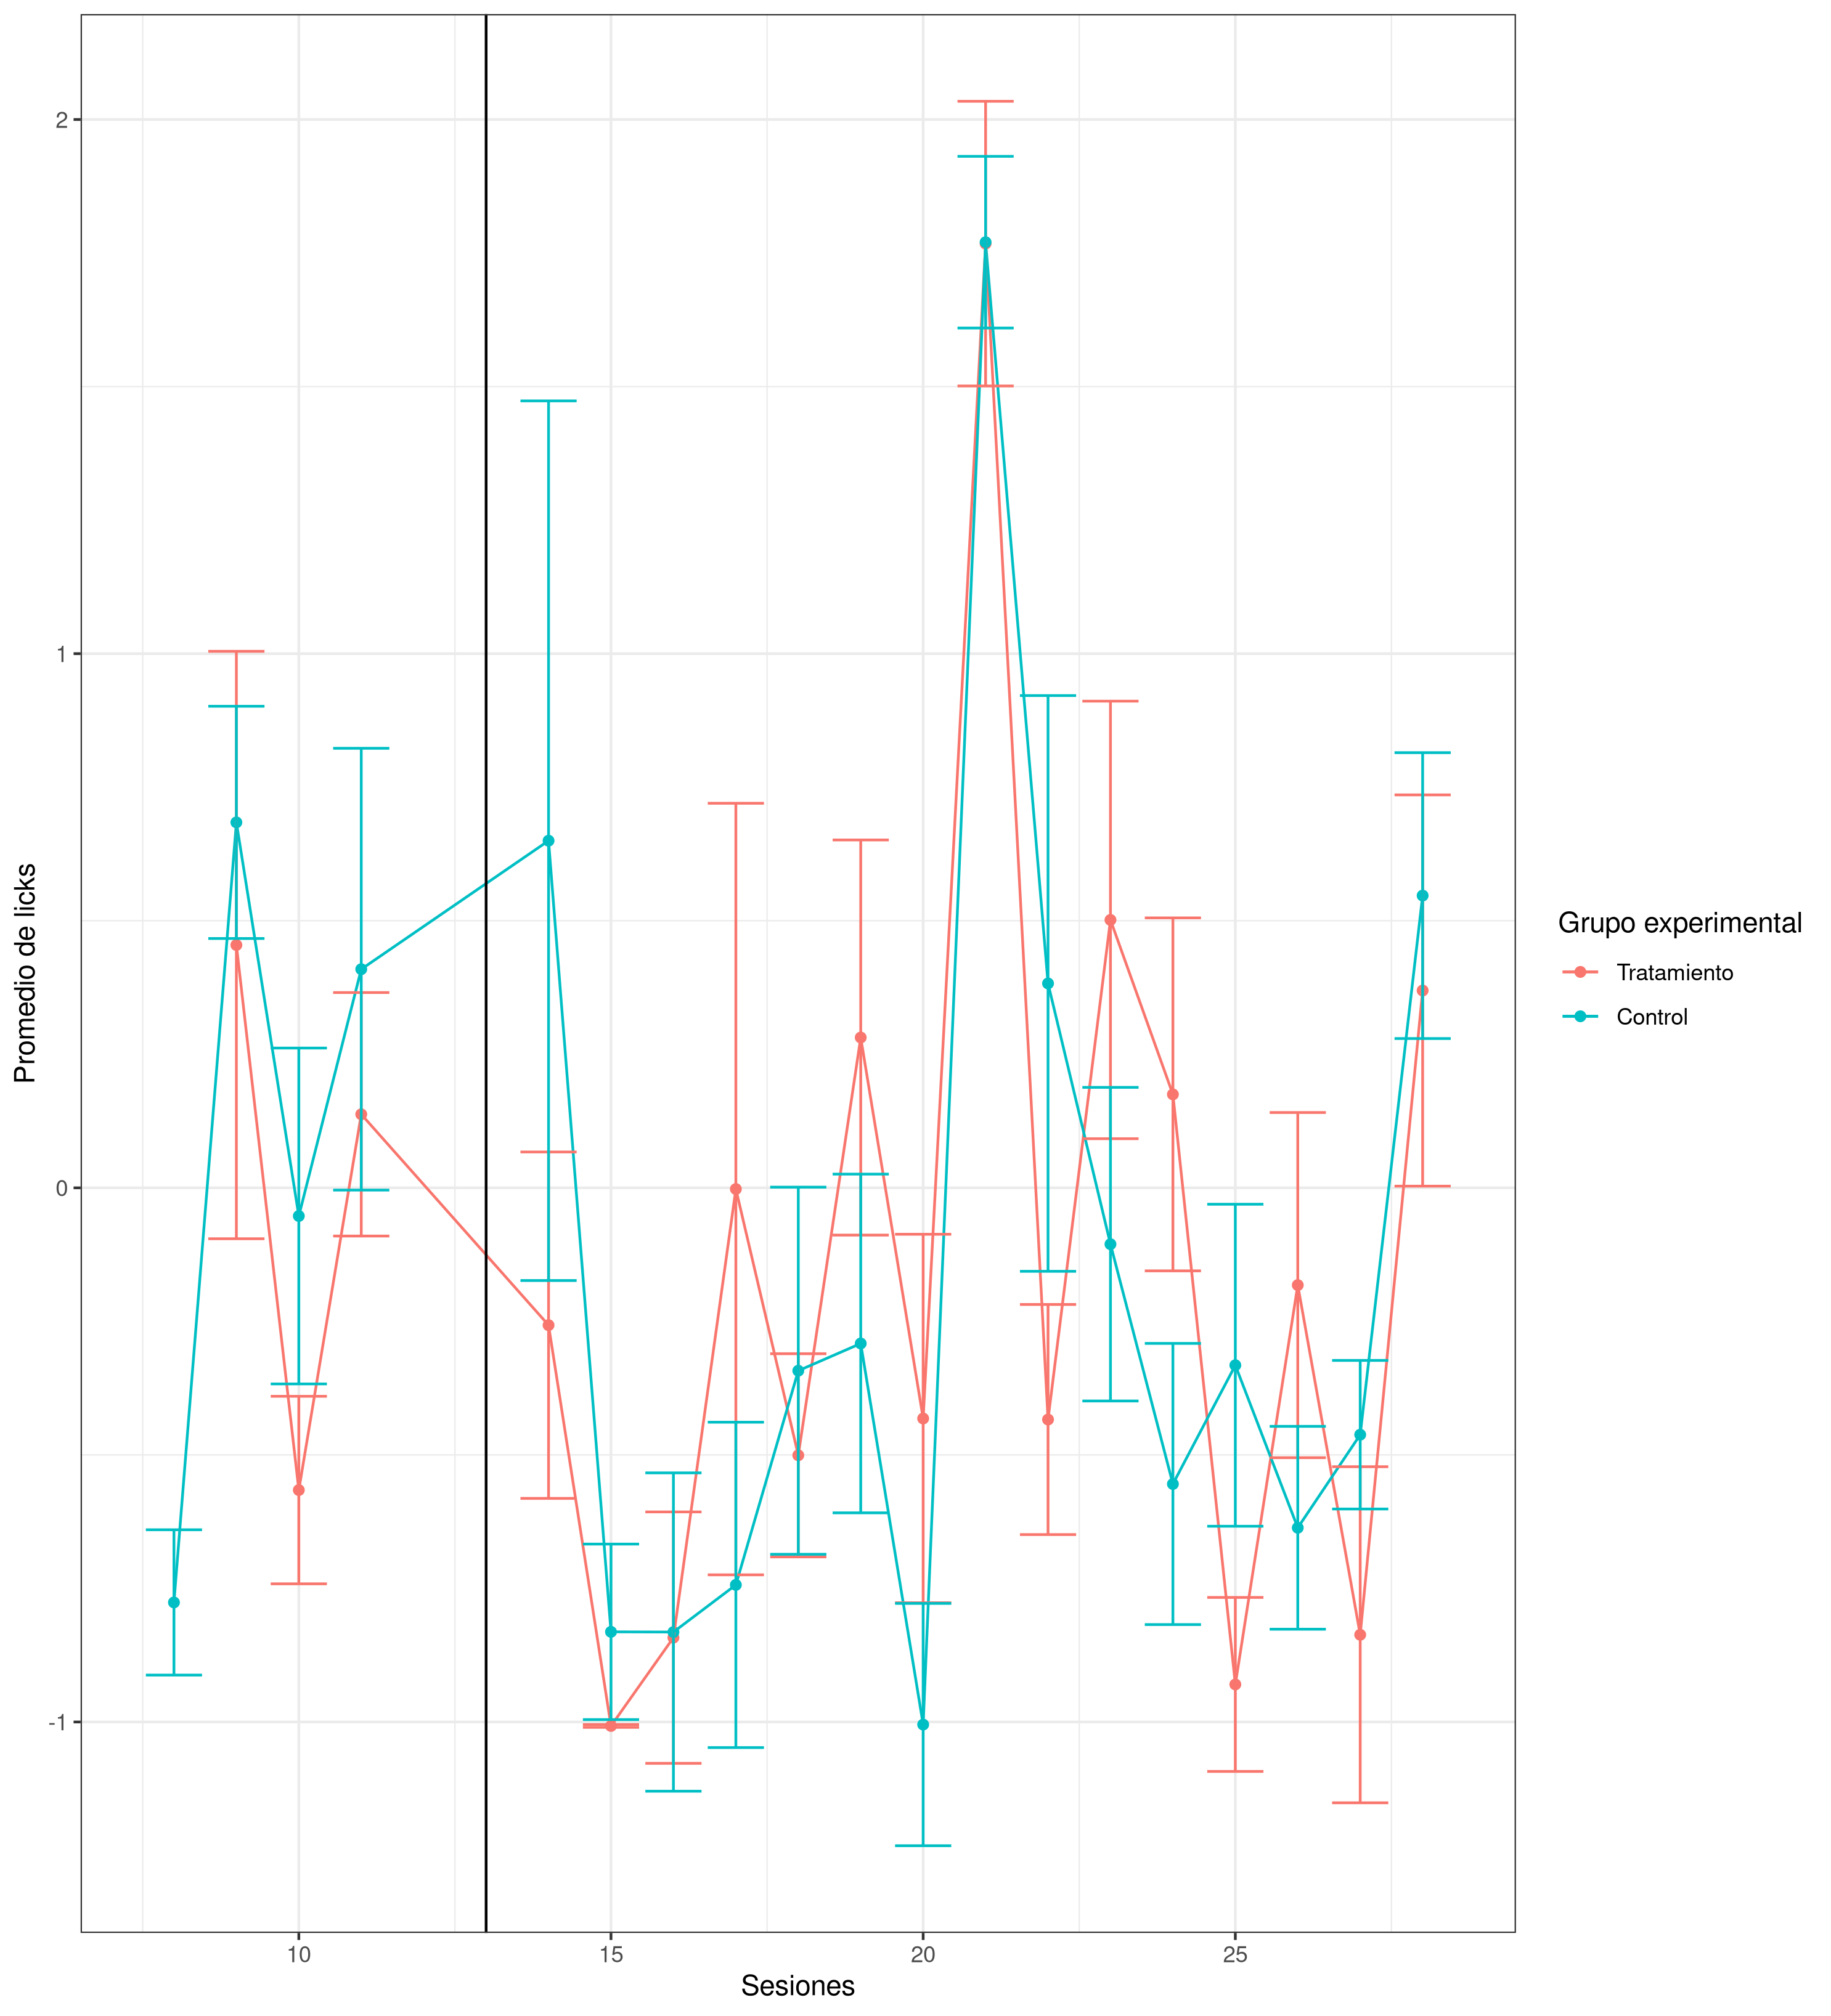 Promedio de licks
2
1
0
-1
10 15 20 25
Sesiones
Grupo experimental
Tratamiento
Control